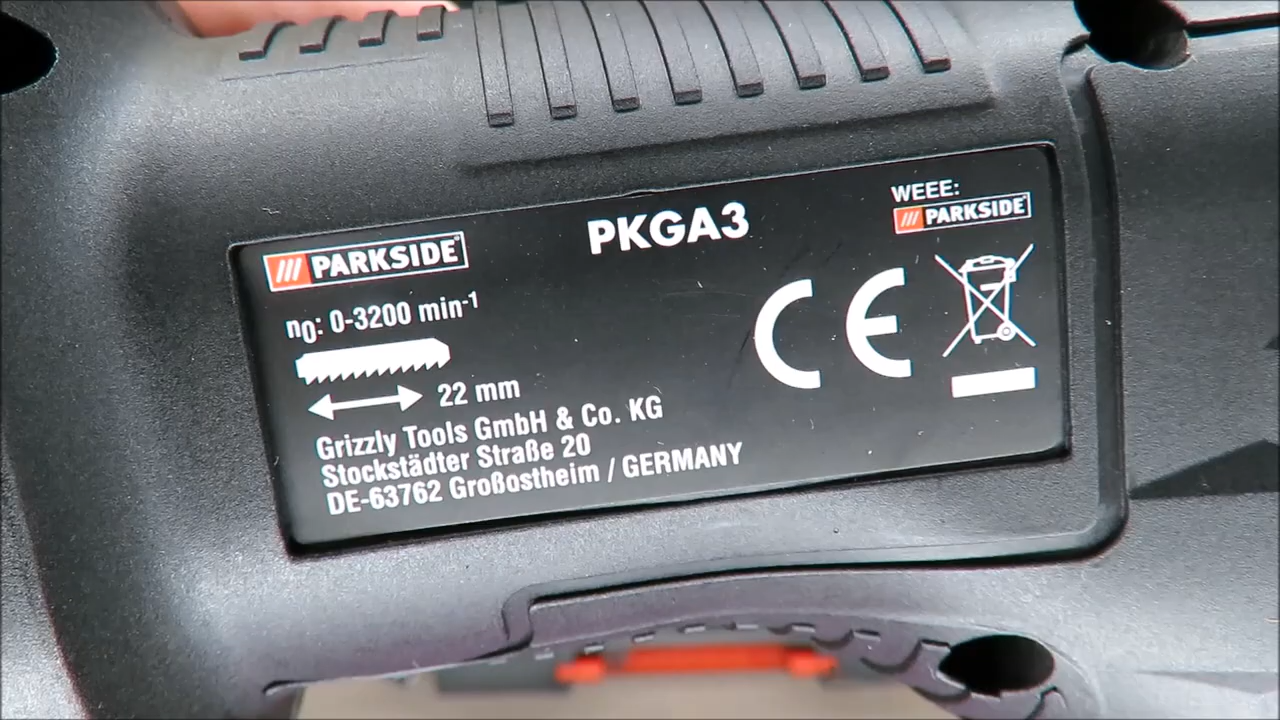 PARKSIDE®
PKGA3
WEEE:
PARKSIDE
n0: 0-3200 min-1
22 mm
CE
Grizzly Tools GmbH & Co. KG
Stockstädter Straße 20
DE-63762 Großostheim / GERMANY